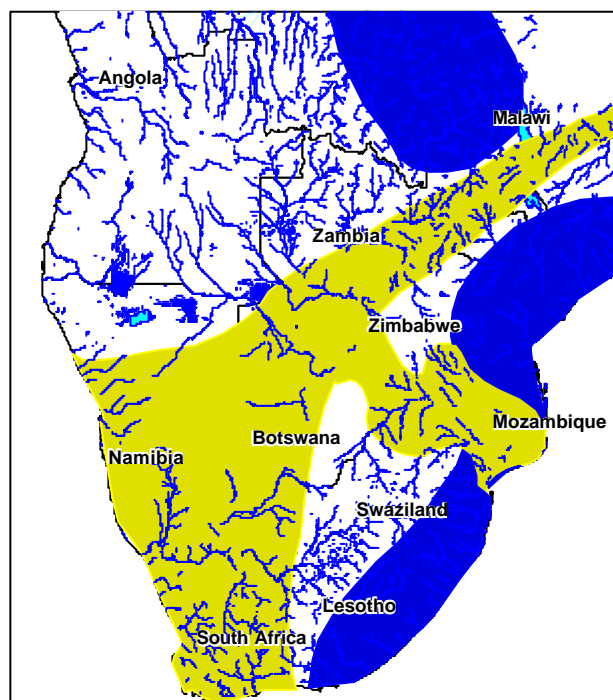 Angola
Malawi
Zambia
Zimbabwe
Mozambique
Botswana
Namibia
Swaziland
Lesotho
South Africa